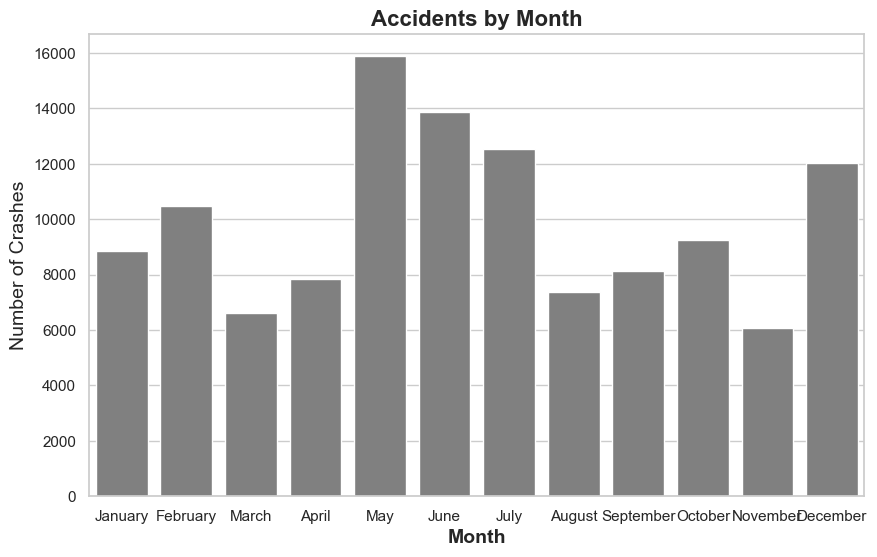 Accidents by Month
Number of Crashes
16000
14000
12000
10000
8000
6000
4000
2000
0
January February March April May June July August September October November December
Month